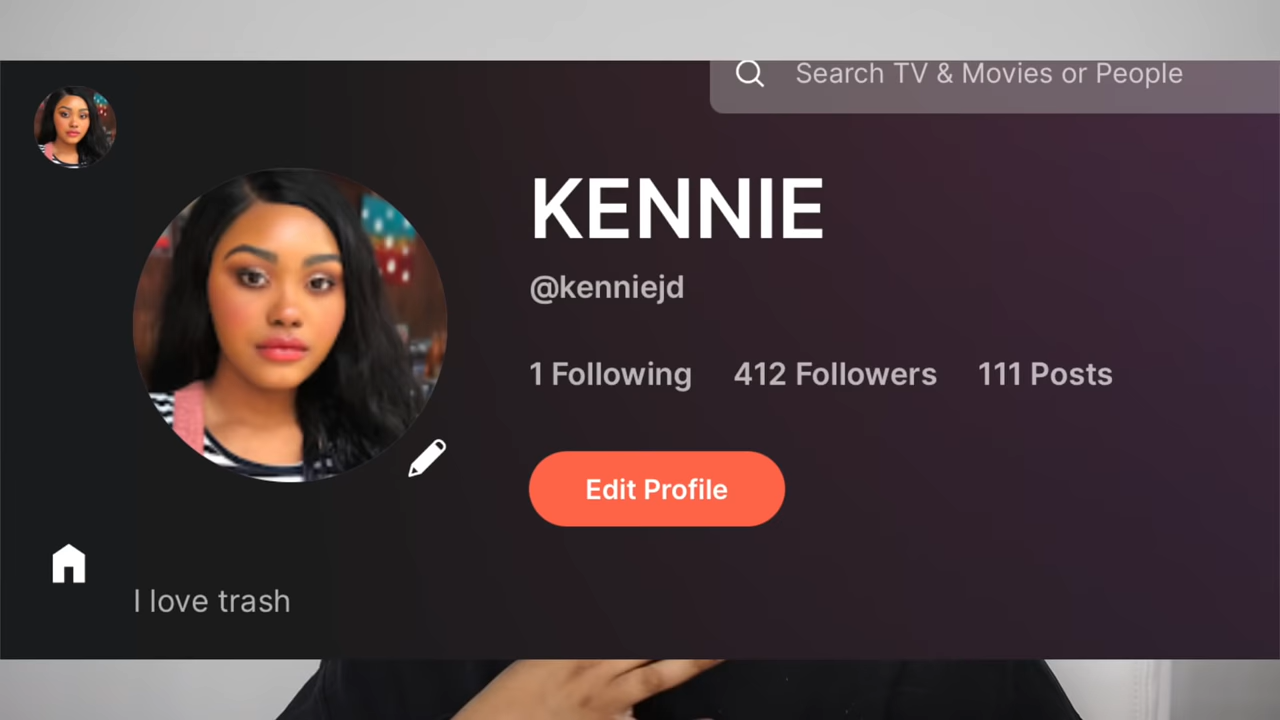 Search TV & Movies or People
KENNIE
@kenniejd
1 Following 412 Followers 111 Posts
Edit Profile
I love trash